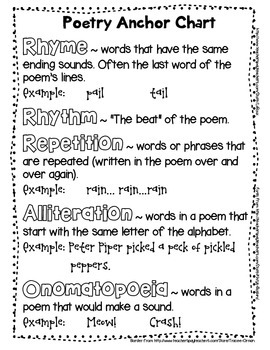 Poetry Anchor Chart
Rhyme ~ words that have the same
ending sounds. Often the last word of the
poem's lines.
Example: pail tail
Rhythm ~ "The beat" of the poem.
Repetition ~ words or phrases that
are repeated (written in the poem over and
over again).
Example: rain... rain...rain
Alliteration ~ words in a poem that
start with the same letter of the alphabet.
Example: Peter Piper picked a peck of pickled
peppers.
Onomatopoeia ~ words in a
poem that would make a sound.
Example: Meow! Crash!
Border From